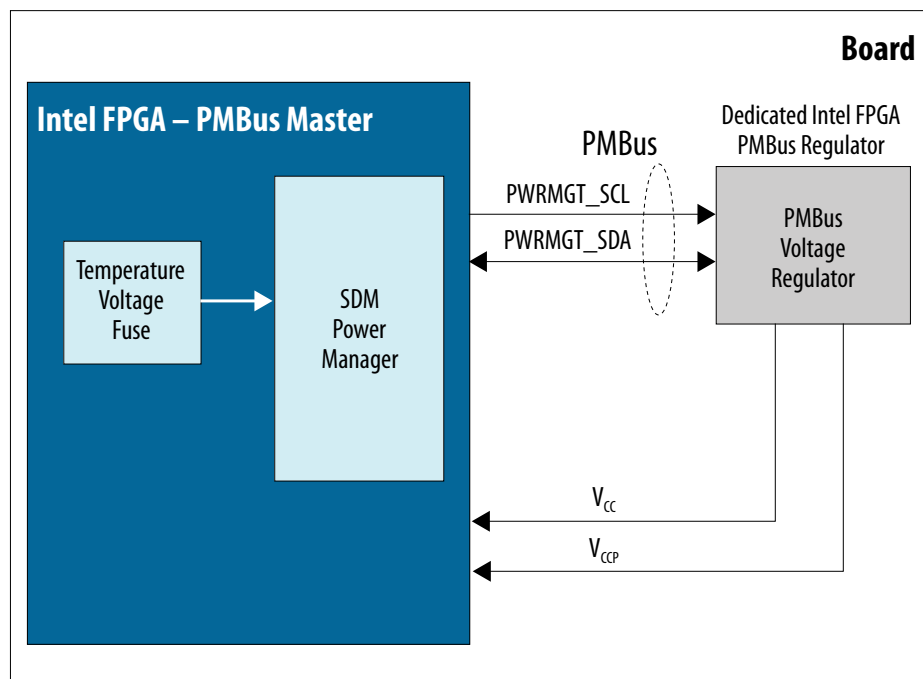 Board
Intel FPGA – PMBus Master
Dedicated Intel FPGA
PMBus Regulator
PMBus
PWRMGT_SCL
PWRMGT_SDA
PMBus
Voltage
Regulator
Temperature
Voltage
Fuse
SDM
Power
Manager
VCC
VCCP